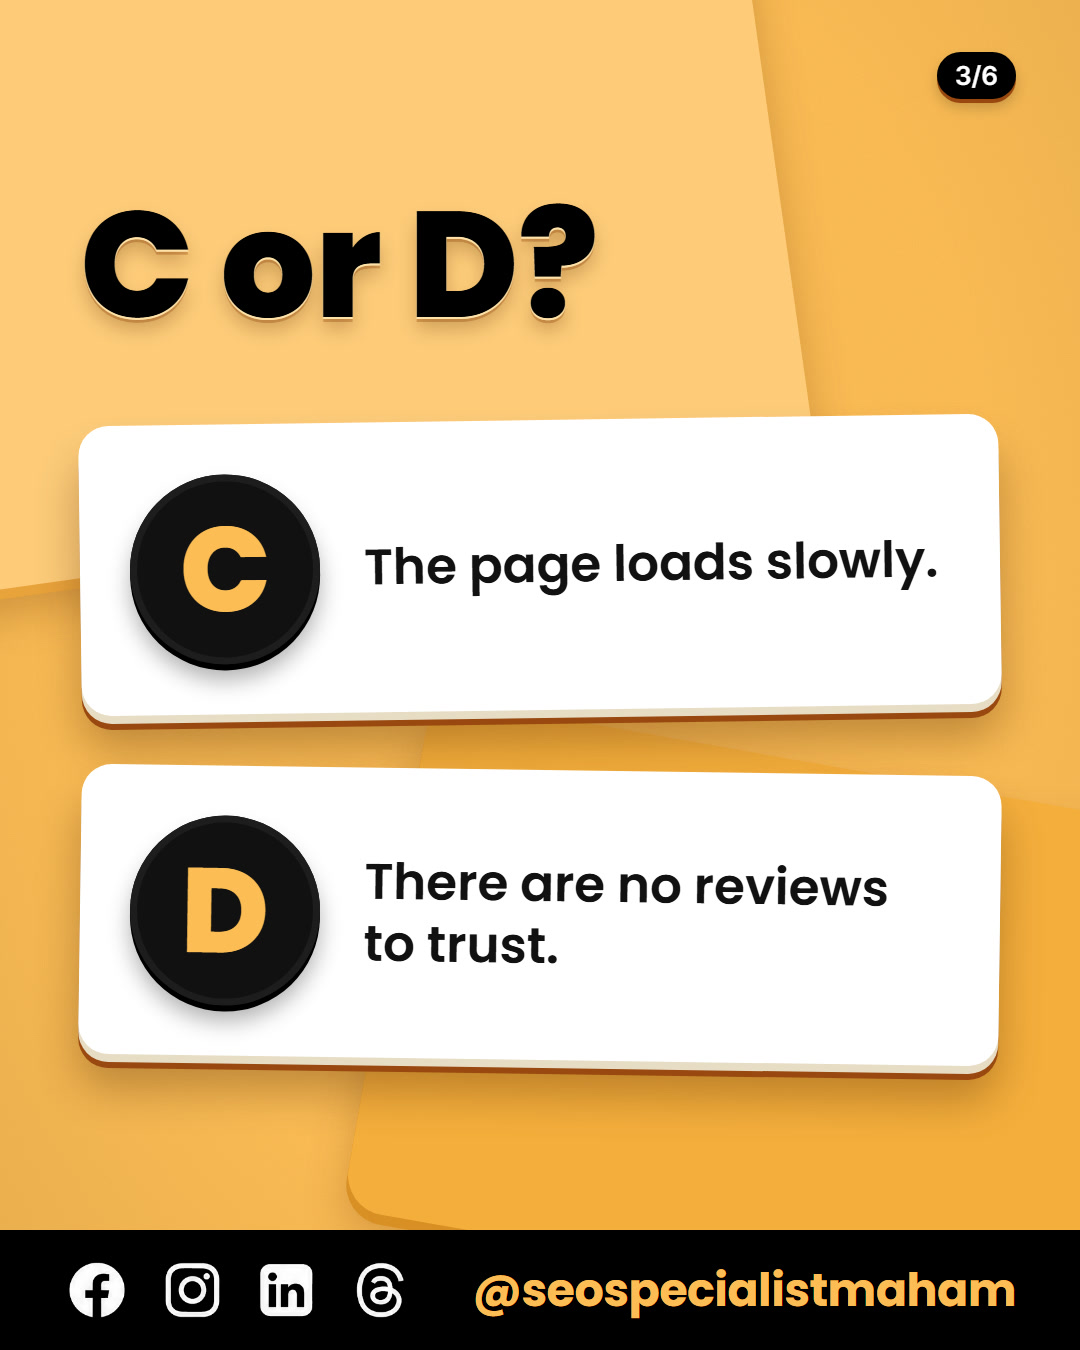 3/6
C or D?
C
The page loads slowly.
D
There are no reviews
to trust.
@seospecialistmaham